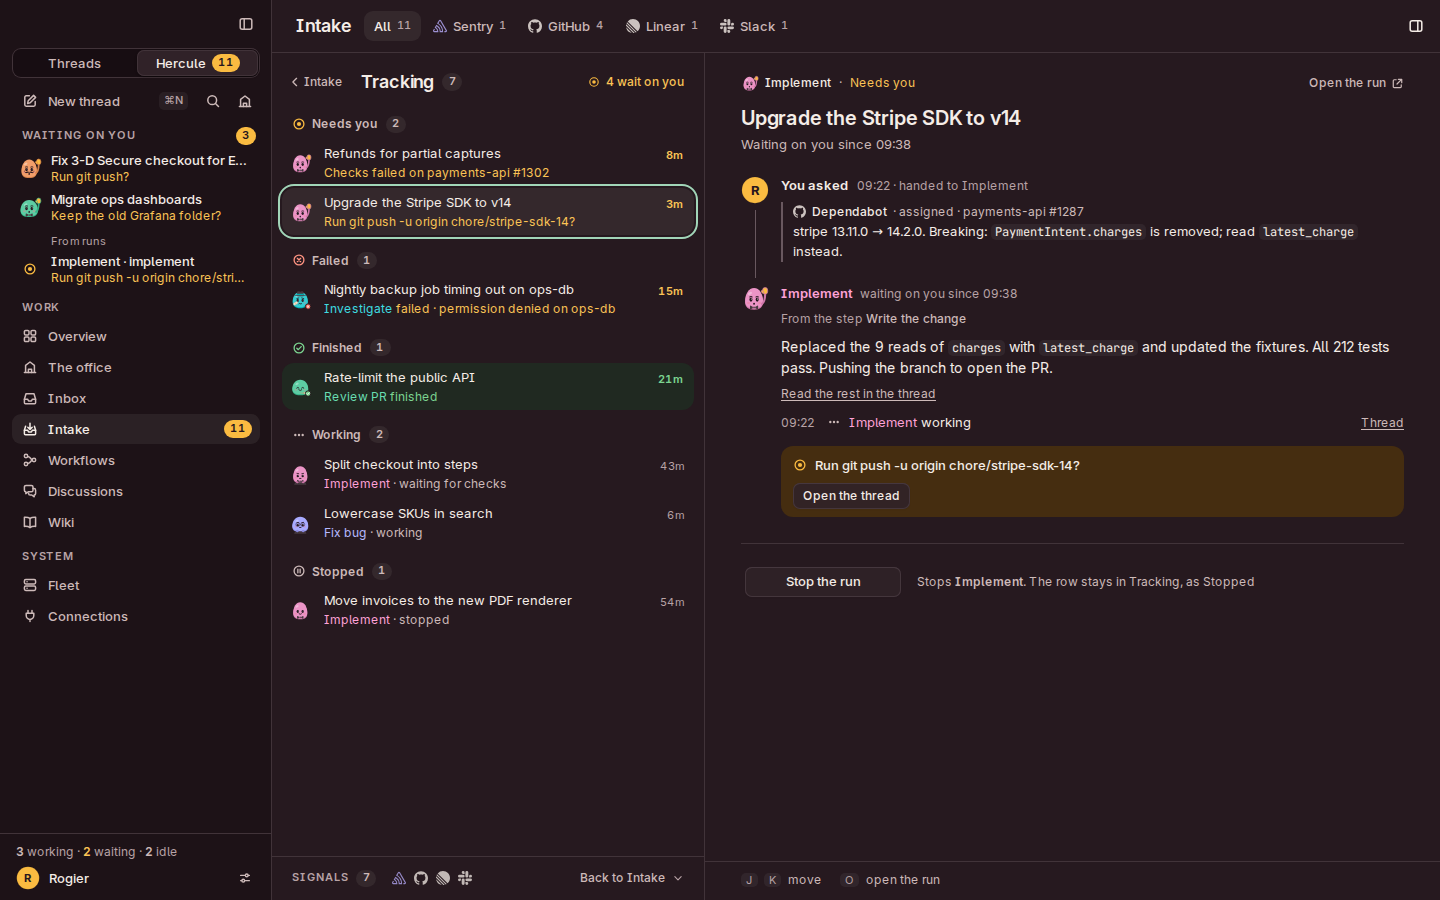 Threads
Hercule 11
New thread ⌘N
WAITING ON YOU 3
Fix 3-D Secure checkout for E...
Run git push?
Migrate ops dashboards
Keep the old Grafana folder?
From runs
Implement · implement
Run git push -u origin chore/stri...
WORK
Overview
The office
Inbox
Intake 11
Workflows
Discussions
Wiki
SYSTEM
Fleet
Connections
3 working · 2 waiting · 2 idle
R Rogier
Intake All 11 Sentry 1 GitHub 4 Linear 1 Slack 1
Intake Tracking 7 4 wait on you
Needs you 2
Refunds for partial captures 8m
Checks failed on payments-api #1302
Upgrade the Stripe SDK to v14 3m
Run git push -u origin chore/stripe-sdk-14?
Failed 1
Nightly backup job timing out on ops-db 15m
Investigate failed · permission denied on ops-db
Finished 1
Rate-limit the public API 21m
Review PR finished
Working 2
Split checkout into steps 43m
Implement · waiting for checks
Lowercase SKUs in search 6m
Fix bug · working
Stopped 1
Move invoices to the new PDF renderer 54m
Implement · stopped
SIGNALS 7 Back to Intake
Implement · Needs you Open the run
Upgrade the Stripe SDK to v14
Waiting on you since 09:38
R You asked 09:22 · handed to Implement
Dependabot · assigned · payments-api #1287
stripe 13.11.0 → 14.2.0. Breaking: PaymentIntent.charges is removed; read latest_charge
instead.
Implement waiting on you since 09:38
From the step Write the change
Replaced the 9 reads of charges with latest_charge and updated the fixtures. All 212 tests
pass. Pushing the branch to open the PR.
Read the rest in the thread
09:22 Implement working Thread
Run git push -u origin chore/stripe-sdk-14?
Open the thread
Stop the run Stops Implement. The row stays in Tracking, as Stopped
J K move O open the run